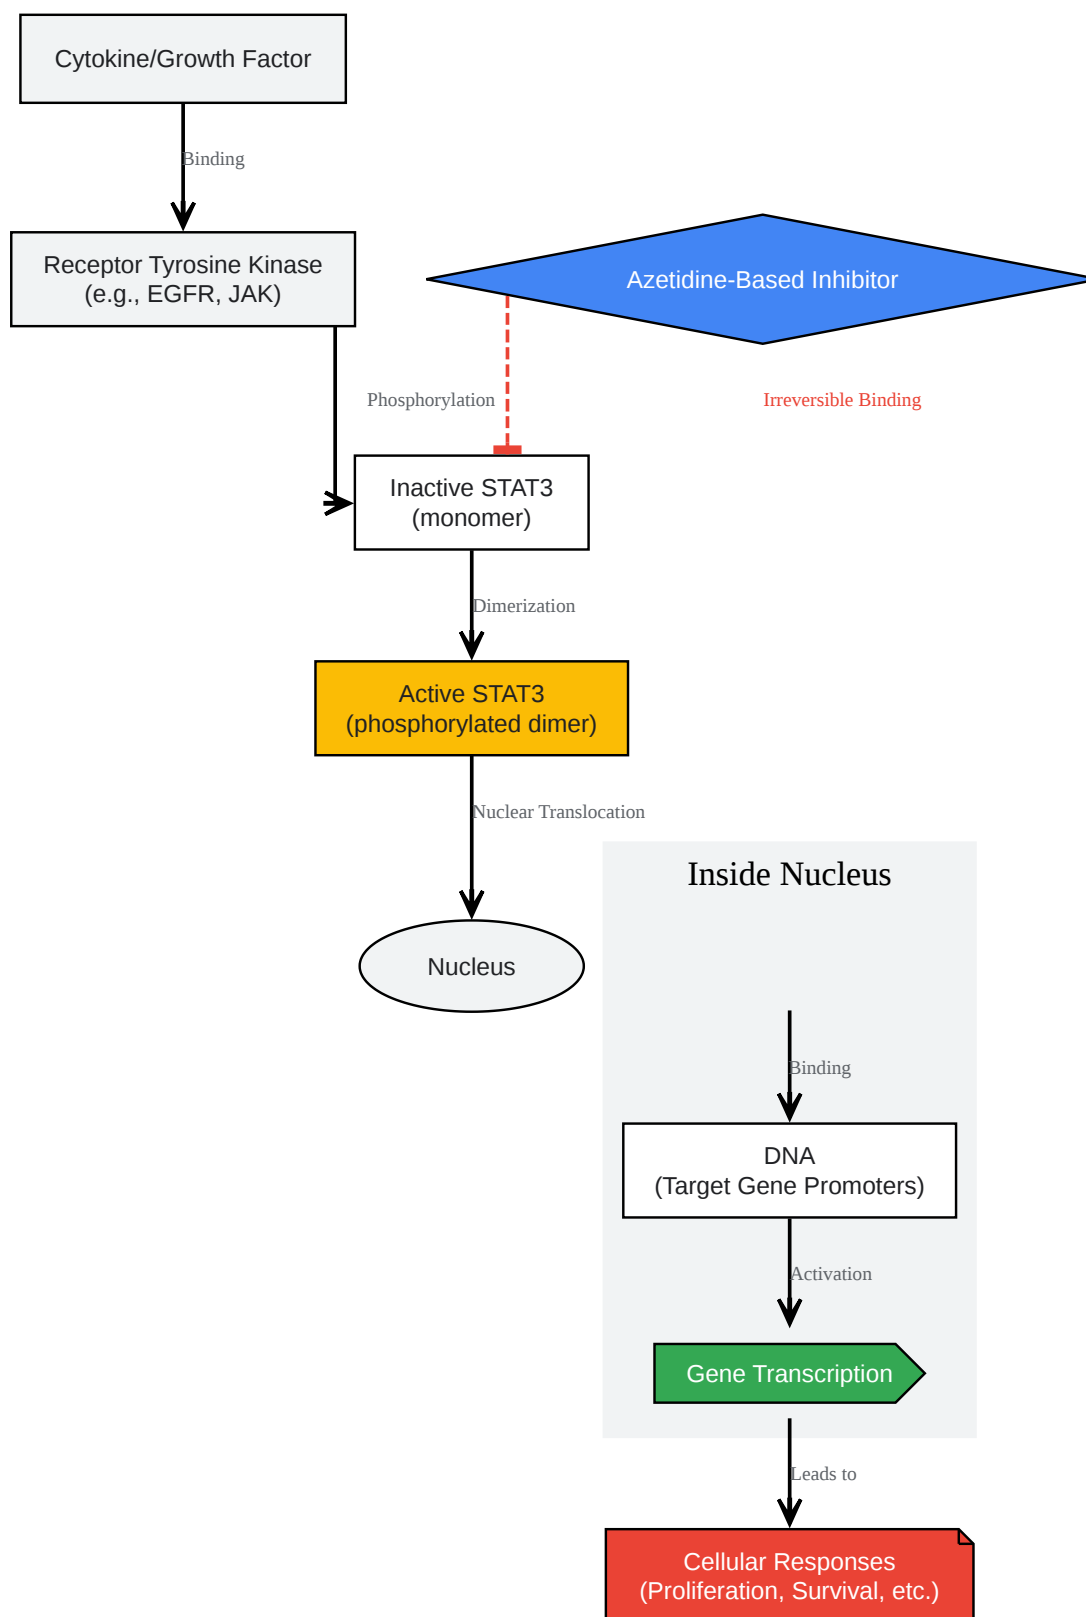 Cytokine/Growth Factor
Binding
Receptor Tyrosine Kinase
(e.g., EGFR, JAK)
Azetidine-Based Inhibitor
Phosphorylation
Irreversible Binding
Inactive STAT3
(monomer)
Dimerization
Active STAT3
(phosphorylated dimer)
Nuclear Translocation
Inside Nucleus
Nucleus
Binding
DNA
(Target Gene Promoters)
Activation
Gene Transcription
Leads to
Cellular Responses
(Proliferation, Survival, etc.)